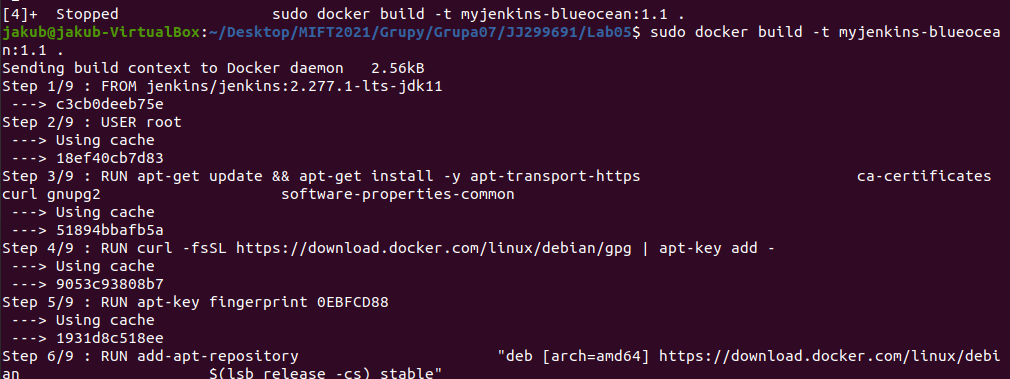 [4]+  Stopped                 sudo docker build -t myjenkins-blueocean:1.1 .
jakub@jakub-VirtualBox:~/Desktop/MIFT2021/Grupy/Grupa07/JJ299691/Lab05$ sudo docker build -t myjenkins-blueocea
n:1.1 .
Sending build context to Docker daemon   2.56kB
Step 1/9 : FROM jenkins/jenkins:2.277.1-lts-jdk11
 ---> c3cb0deeb75e
Step 2/9 : USER root
 ---> Using cache
 ---> 18ef40cb7d83
Step 3/9 : RUN apt-get update && apt-get install -y apt-transport-https                        ca-certificates
curl gnupg2                    software-properties-common
 ---> Using cache
 ---> 51894bbafb5a
Step 4/9 : RUN curl -fsSL https://download.docker.com/linux/debian/gpg | apt-key add -
 ---> Using cache
 ---> 9053c93808b7
Step 5/9 : RUN apt-key fingerprint 0EBFCD88
 ---> Using cache
 ---> 1931d8c518ee
Step 6/9 : RUN add-apt-repository                      "deb [arch=amd64] https://download.docker.com/linux/debi
an                     $(lsb_release -cs) stable"